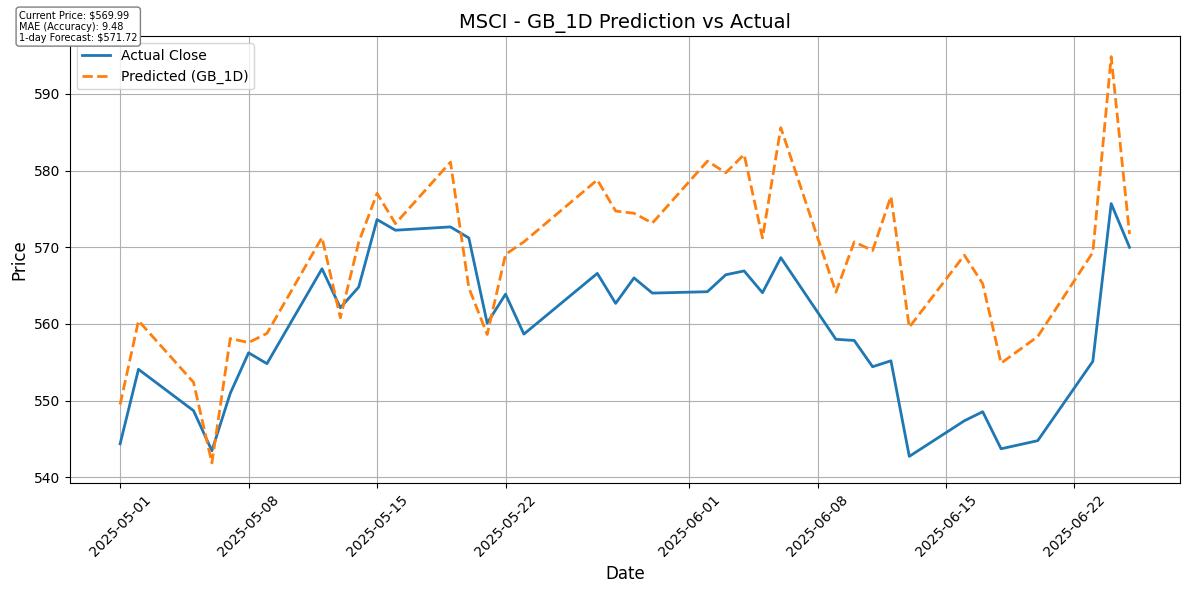 MSCI - GB_1D Prediction vs Actual
Current Price: $569.99
MAE (Accuracy): 9.48
1-day Forecast: $571.72
Actual Close
Predicted (GB_1D)
Price
590
580
570
560
550
540
2025-05-01
2025-05-08
2025-05-15
2025-05-22
2025-06-01
2025-06-08
2025-06-15
2025-06-22
Date